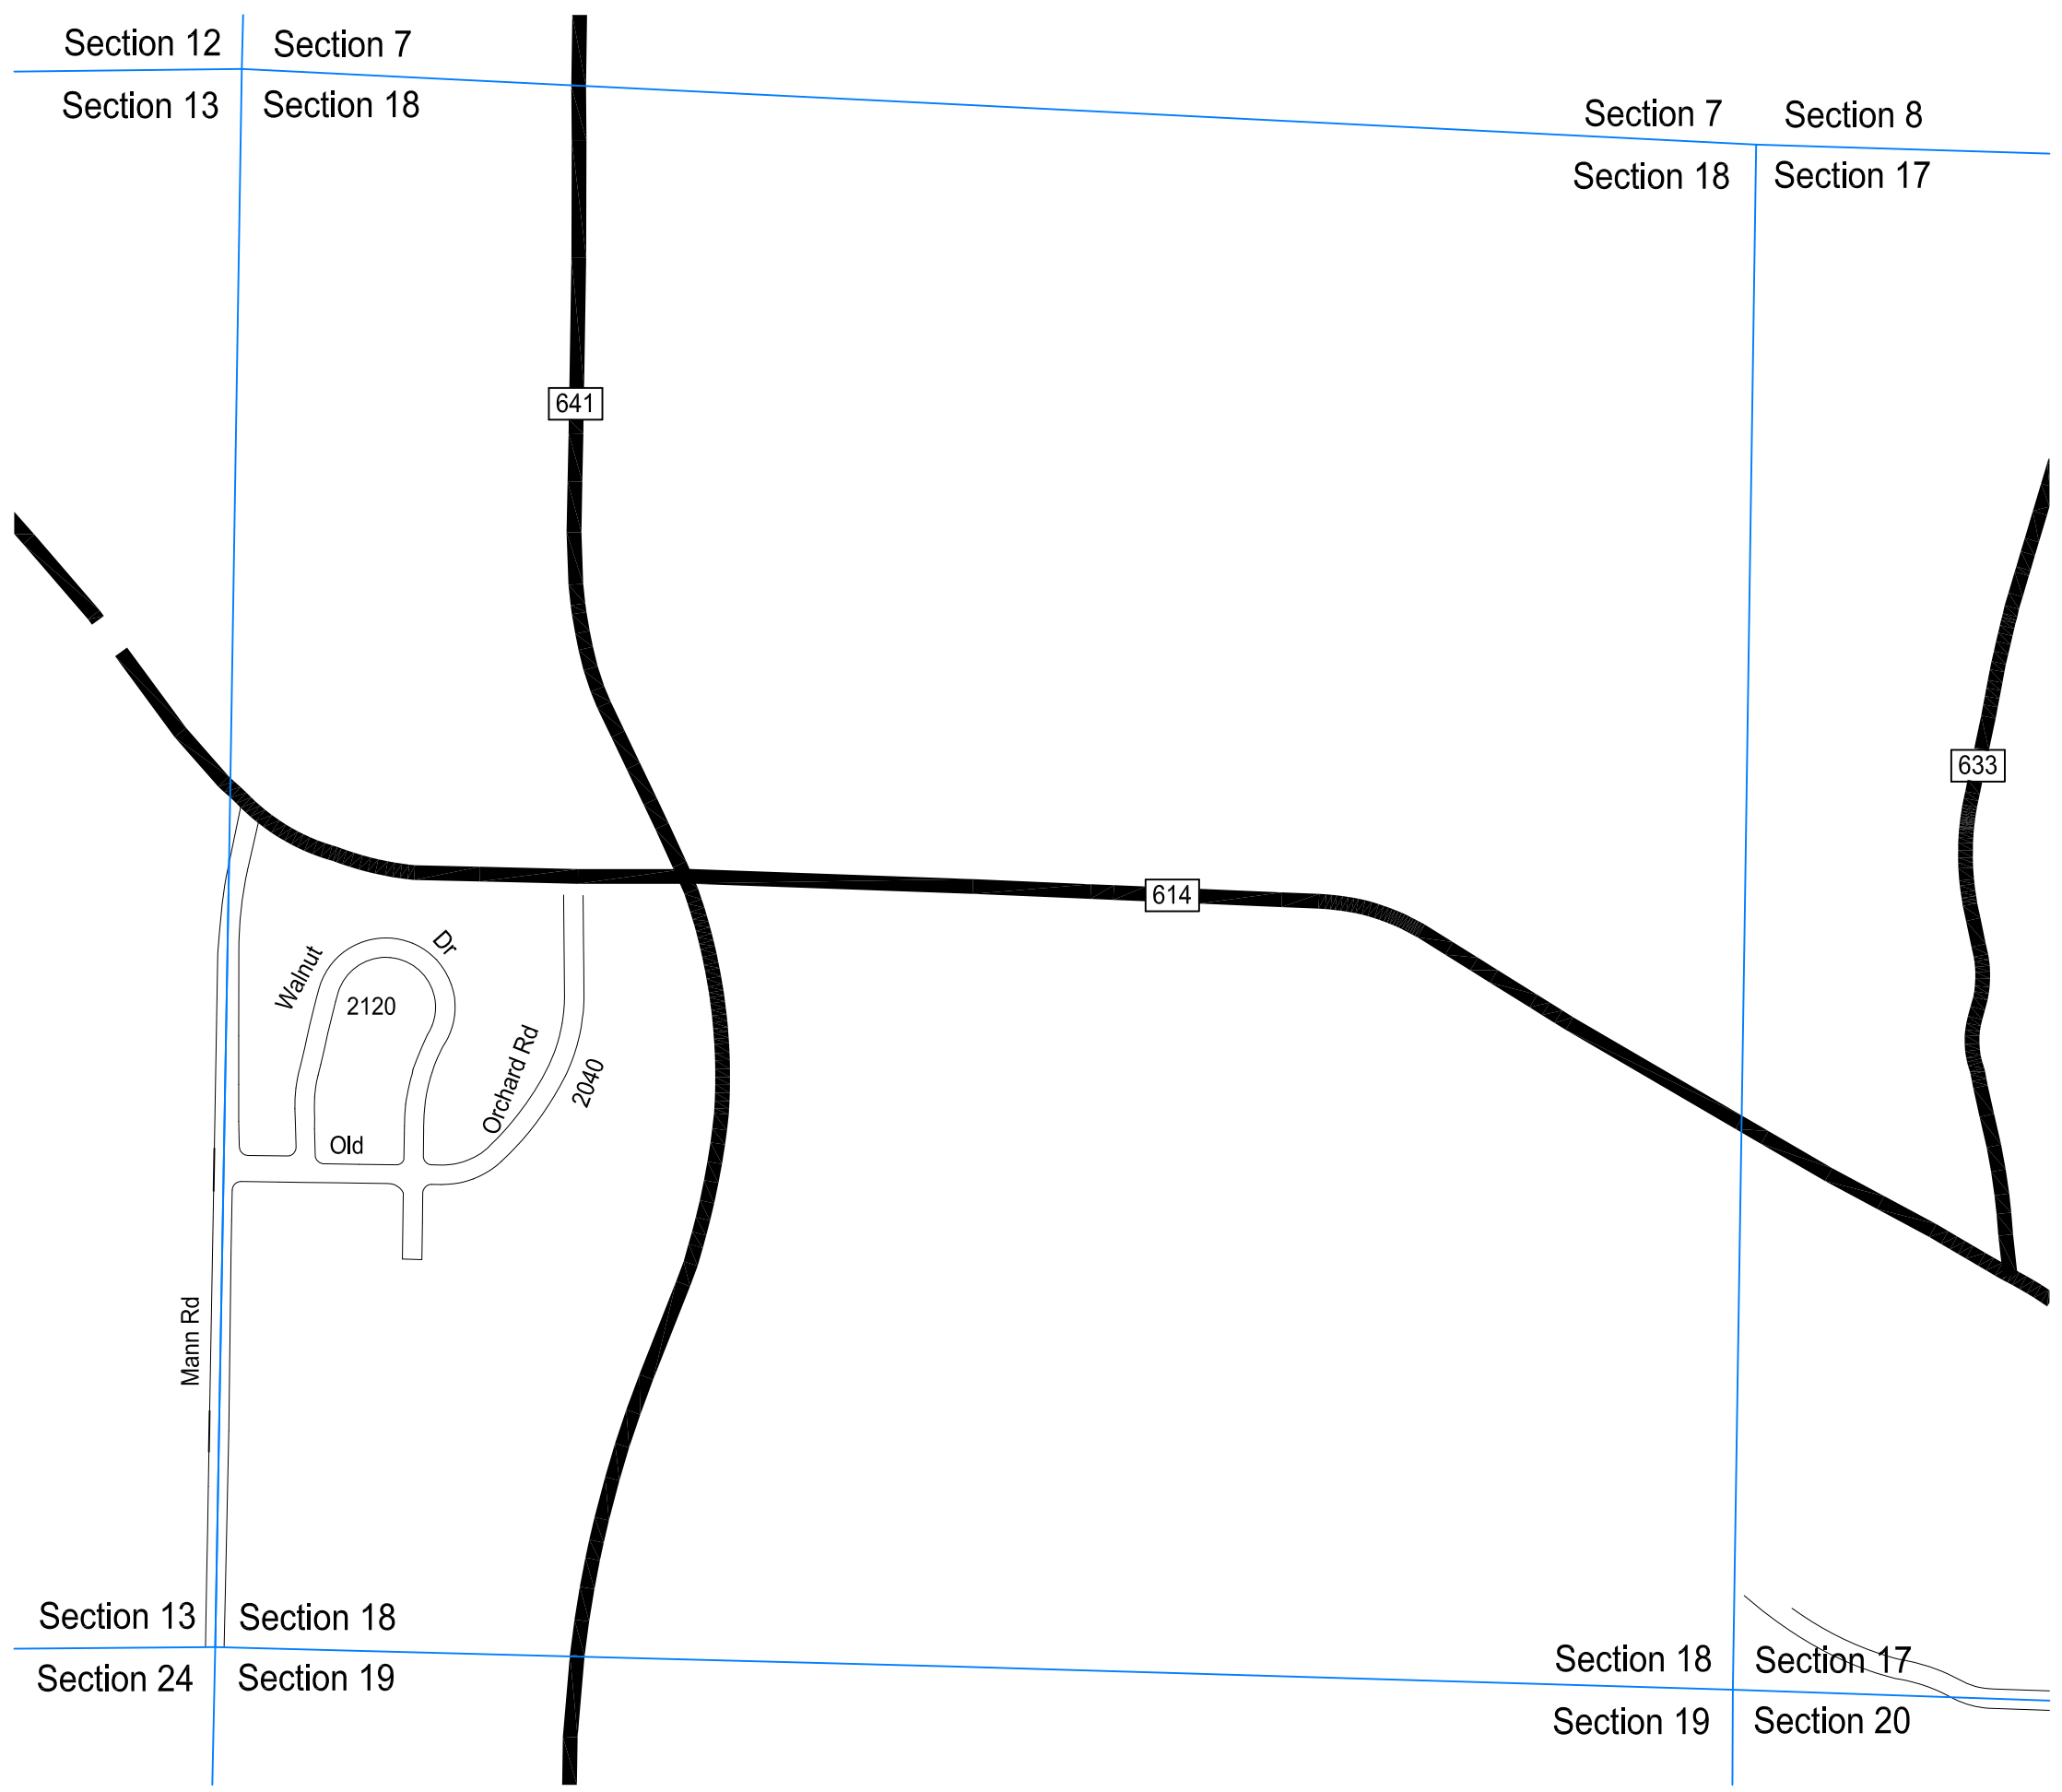 Section 12
Section 7
Section 13
Section 18
Section 7
Section 8
Section 18
Section 17
641
633
614
Walnut
Dr
2120
Orchard Rd
2040
Old
Mann Rd
Section 13
Section 18
Section 24
Section 19
Section 18
Section 17
Section 19
Section 20